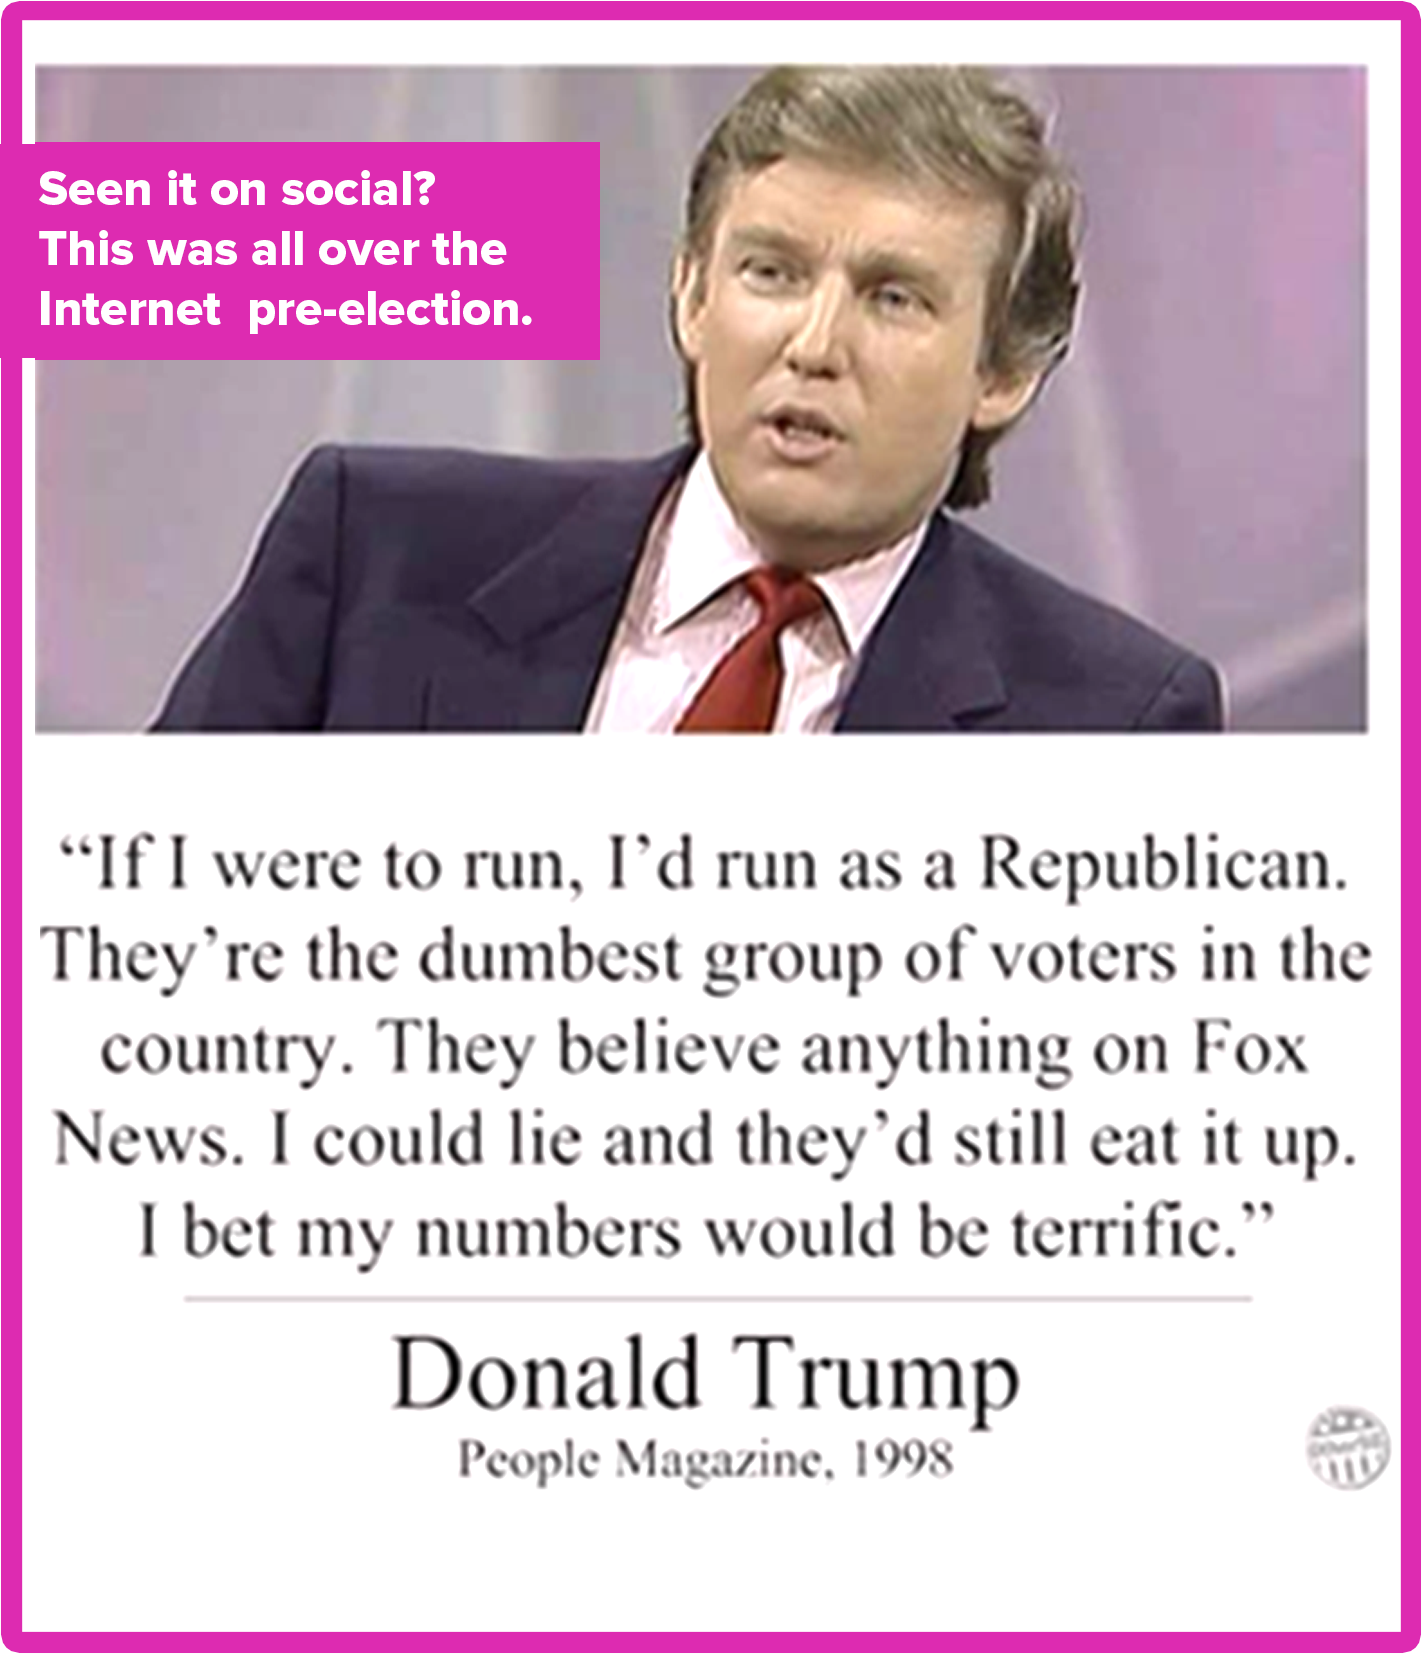 Seen it on social?
This was all over the
Internet pre-election.
“If I were to run, I’d run as a Republican.
They’re the dumbest group of voters in the
country. They believe anything on Fox
News. I could lie and they’d still eat it up.
I bet my numbers would be terrific.”
Donald Trump
People Magazine, 1998